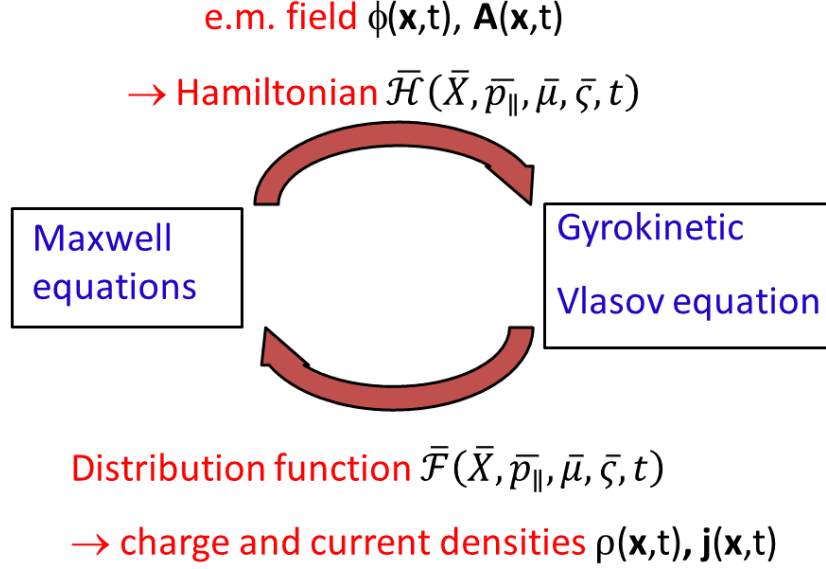 e.m. field ϕ(x,t), A(x,t)
→ Hamiltonian ℋ̅(X̅, p̅∥, μ̅, ς̅, t)
Maxwell
equations
Gyrokinetic
Vlasov equation
Distribution function ℱ̅(X̅, p̅∥, μ̅, ς̅, t)
→ charge and current densities ρ(x,t), j(x,t)